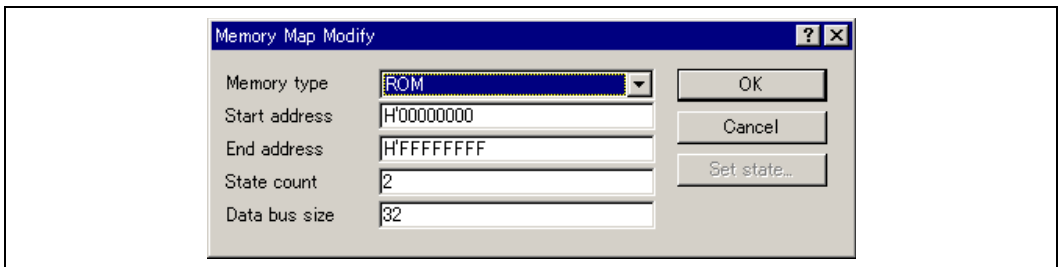 Memory Map Modify
Memory type ROM OK
Start address H'00000000
Cancel
End address H'FFFFFFFF
Set state...
State count 2
Data bus size 32